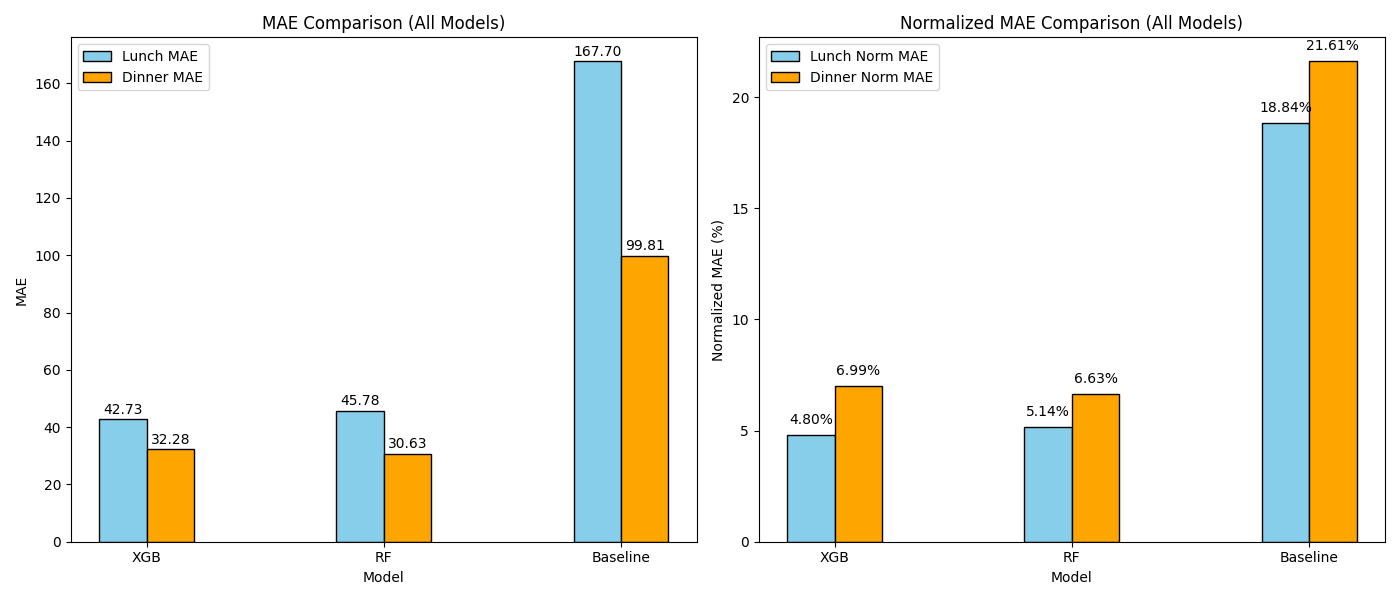 MAE Comparison (All Models)
Lunch MAE
Dinner MAE
MAE
160
140
120
100
80
60
40
20
0
42.73
32.28
45.78
30.63
167.70
99.81
XGB
RF
Baseline
Model
Normalized MAE Comparison (All Models)
Lunch Norm MAE
Dinner Norm MAE
Normalized MAE (%)
20
15
10
5
0
4.80%
6.99%
5.14%
6.63%
18.84%
21.61%
XGB
RF
Baseline
Model